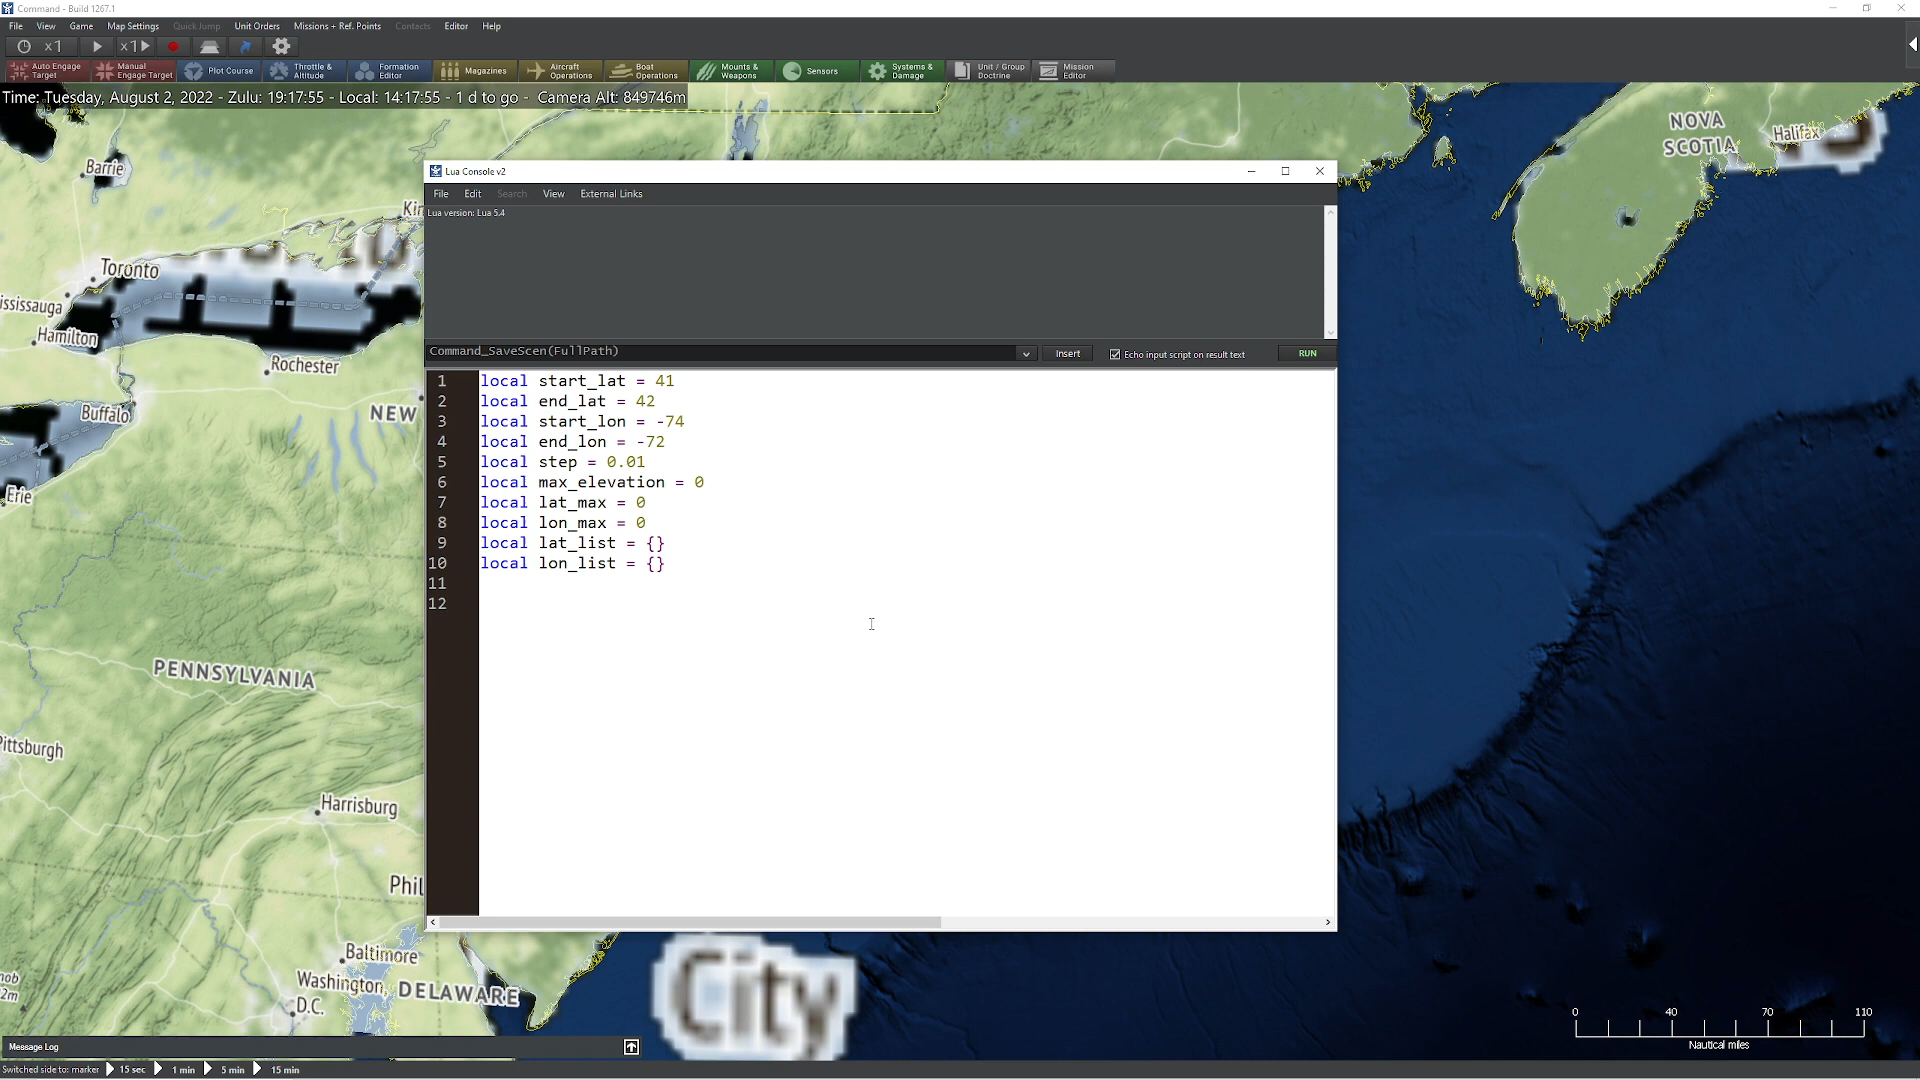 Command - Build 1267.1
File View Game Map Settings Quick Jump Unit Orders Missions + Ref. Points Contacts Editor Help
x1 x1
Auto Engage Target
Manual Engage Target
Plot Course
Throttle & Altitude
Formation Editor
Magazines
Aircraft Operations
Boat Operations
Mounts & Weapons
Sensors
Systems & Damage
Unit / Group Doctrine
Mission Editor
Time: Tuesday, August 2, 2022 - Zulu: 19:17:55 - Local: 14:17:55 - 1 d to go - Camera Alt: 849746m
NOVA
SCOTIA
Halifax
Barrie
Kin
Toronto
ississauga
Hamilton
Rochester
Buffalo
NEW
Erie
PENNSYLVANIA
Pittsburgh
Harrisburg
Phil
Baltimore
Washington,
D.C.
DELAWARE
nob
2m
City
Lua Console v2
File Edit Search View External Links
Lua version: Lua 5.4
Command_SaveScen(FullPath)
Insert
Echo input script on result text
RUN
1 local start_lat = 41
2 local end_lat = 42
3 local start_lon = -74
4 local end_lon = -72
5 local step = 0.01
6 local max_elevation = 0
7 local lat_max = 0
8 local lon_max = 0
9 local lat_list = {}
10 local lon_list = {}
11
12
0 40 70 110
Nautical miles
Message Log
Switched side to: marker 15 sec 1 min 5 min 15 min